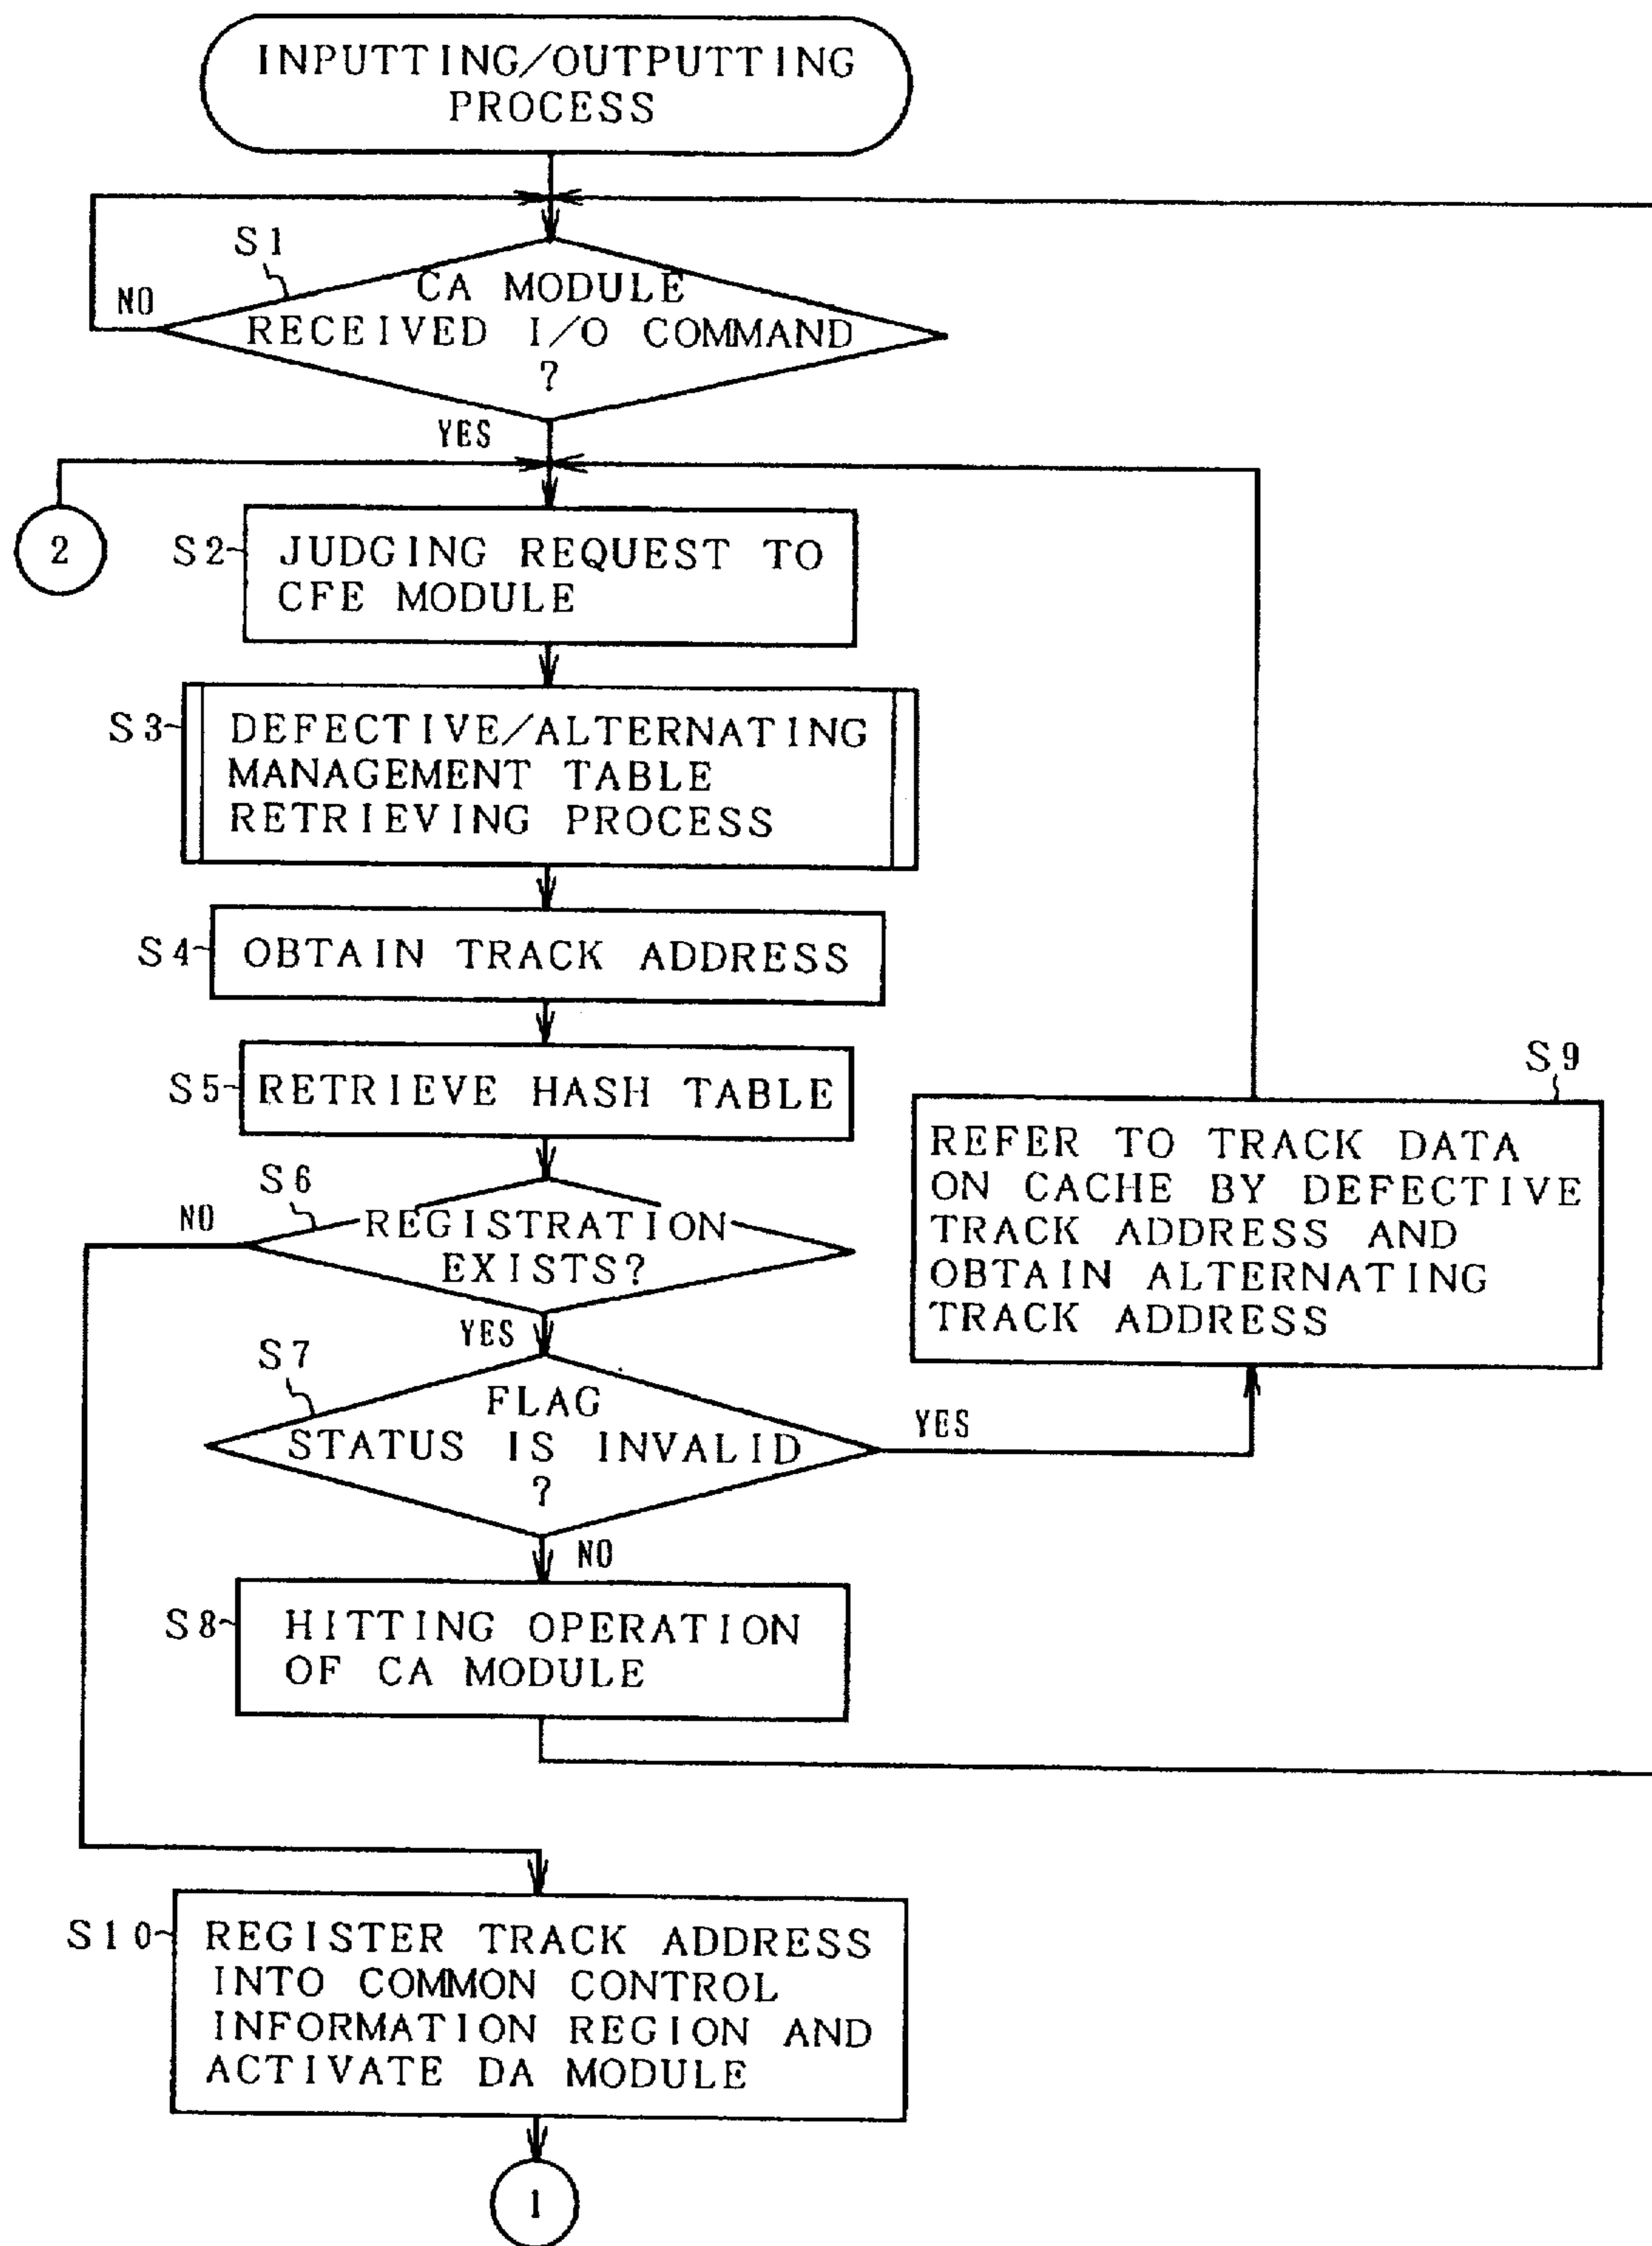 INPUTTING/OUTPUTTING
PROCESS
S1
NO
CA MODULE
RECEIVED I/O COMMAND
?
YES
2
S2
JUDGING REQUEST TO
CFE MODULE
S3
DEFECTIVE/ALTERNATING
MANAGEMENT TABLE
RETRIEVING PROCESS
S4
OBTAIN TRACK ADDRESS
S5
RETRIEVE HASH TABLE
S6
NO
REGISTRATION
EXISTS?
YES
S7
FLAG
STATUS IS INVALID
?
YES
NO
S9
REFER TO TRACK DATA
ON CACHE BY DEFECTIVE
TRACK ADDRESS AND
OBTAIN ALTERNATING
TRACK ADDRESS
S8
HITTING OPERATION
OF CA MODULE
S10
REGISTER TRACK ADDRESS
INTO COMMON CONTROL
INFORMATION REGION AND
ACTIVATE DA MODULE
1